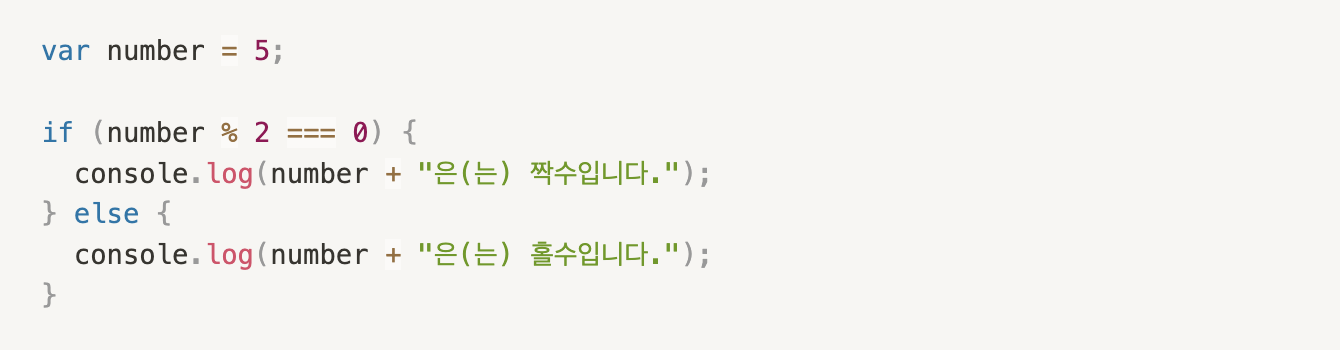 var number = 5;
if (number % 2 === 0) {
  console.log(number + "은(는) 짝수입니다.");
} else {
  console.log(number + "은(는) 홀수입니다.");
}